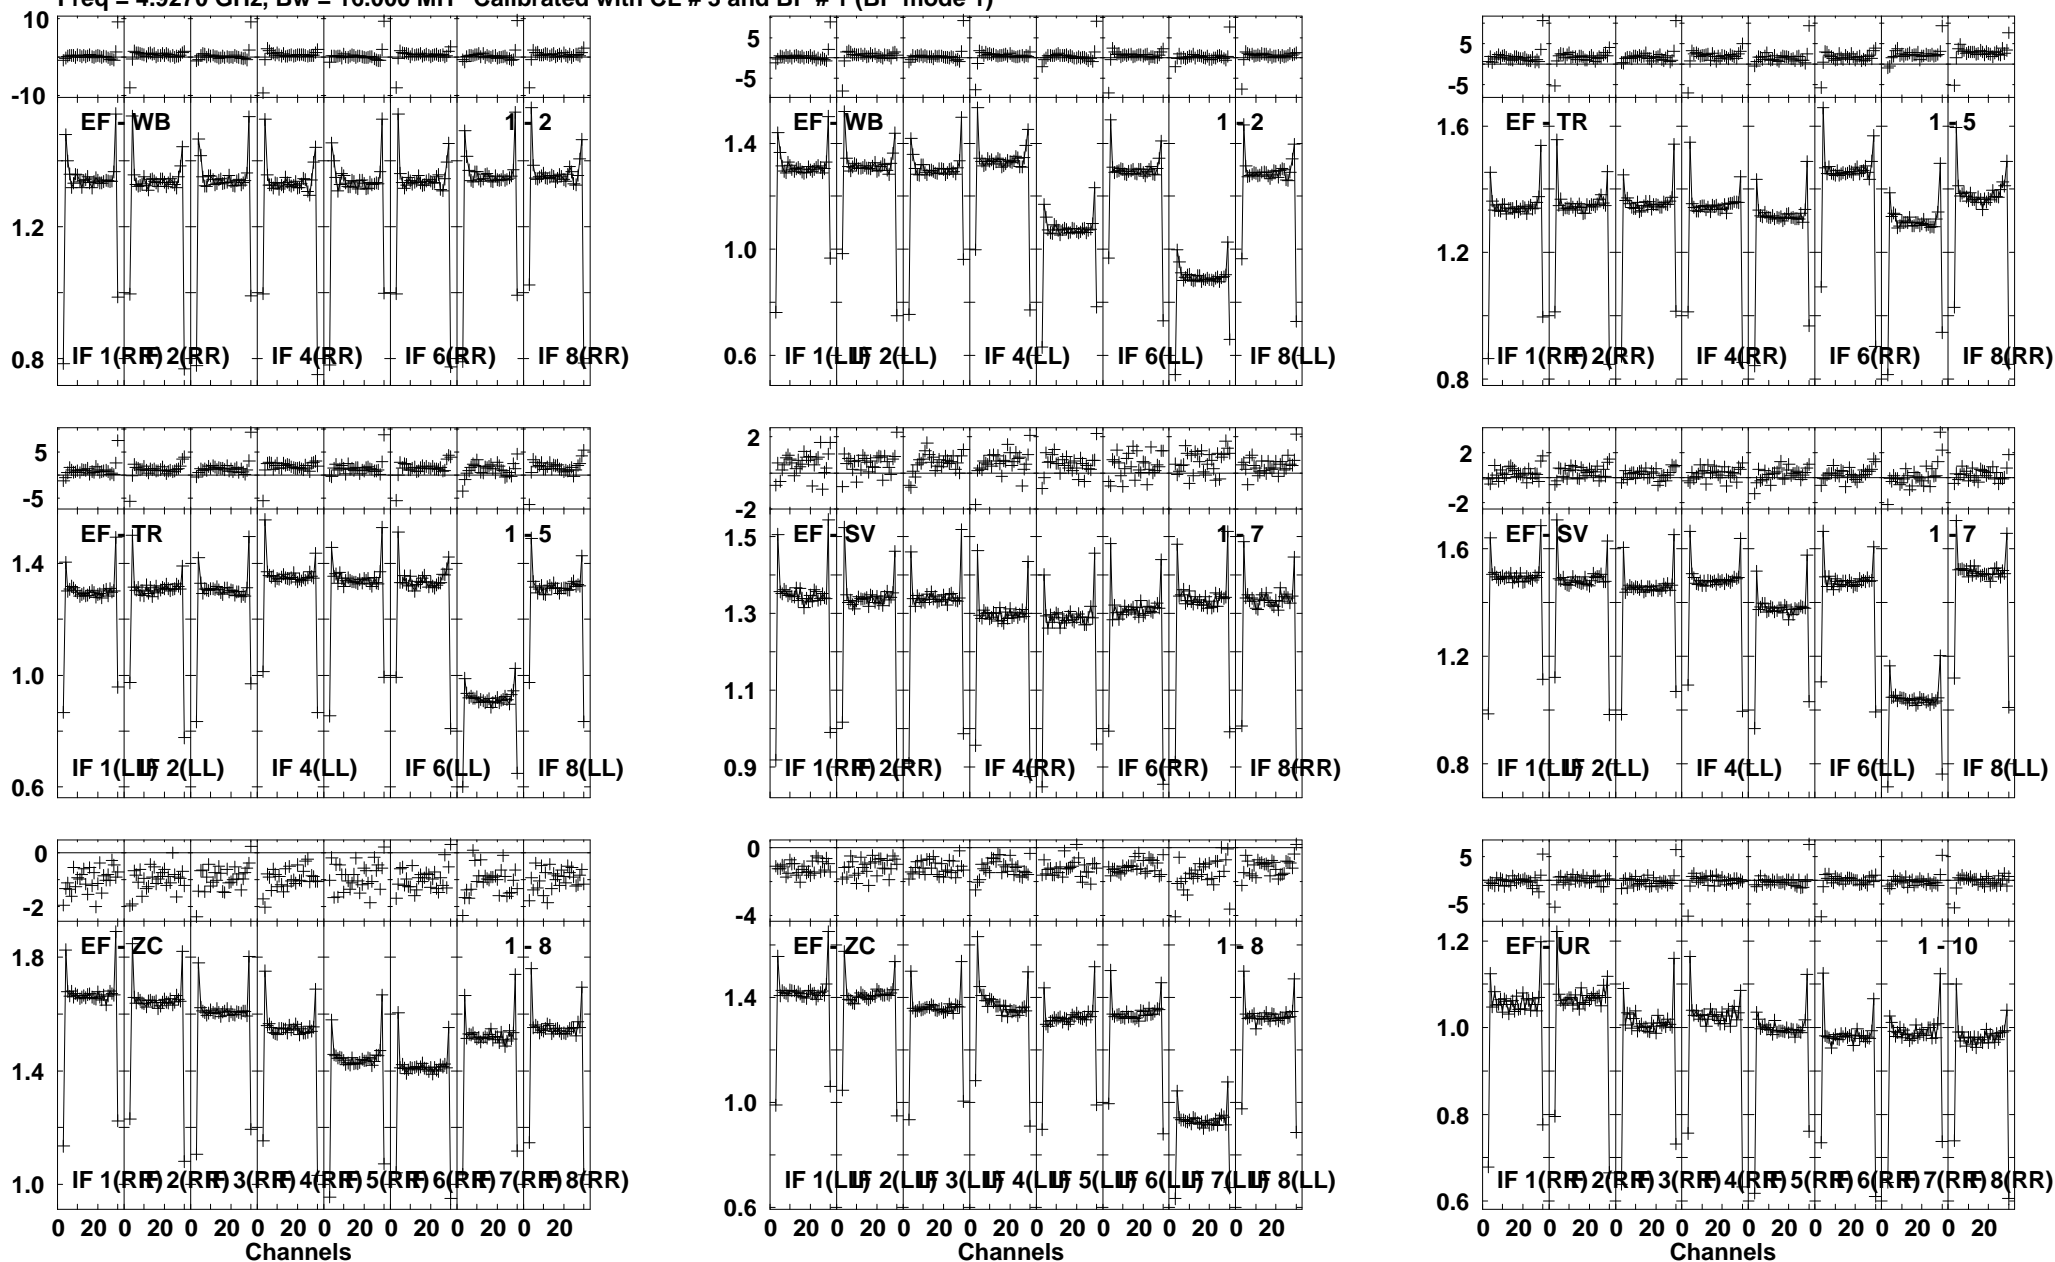 Freq = 4.9270 GHz, Bw = 16.000 MH Calibrated with CL # 3 and BP # 1 (BP mode 1)
10
-10
EF - WB 1 - 2
1.2
0.8 IF 1(RR) IF 2(RR) IF 4(RR) IF 6(RR) IF 8(RR)
5
-5
EF - WB 1 - 2
1.4
1.0
0.6 IF 1(LL) IF 2(LL) IF 4(LL) IF 6(LL) IF 8(LL)
5
-5
EF - TR 1 - 5
1.6
1.2
IF 1(RR) IF 2(RR) IF 4(RR) IF 6(RR) IF 8(RR)
0.8
5
-5
EF - TR 1 - 5
1.4
1.0
IF 1(LL) IF 2(LL) IF 4(LL) IF 6(LL) IF 8(LL)
0.6
2
-2
EF - SV 1 - 7
1.5
1.3
1.1
0.9 IF 1(RR) IF 2(RR) IF 4(RR) IF 6(RR) IF 8(RR)
2
-2
EF - SV 1 - 7
1.6
1.2
0.8 IF 1(LL) IF 2(LL) IF 4(LL) IF 6(LL) IF 8(LL)
0
-2
EF - ZC 1 - 8
1.8
1.4
1.0 IF 1(RR) IF 2(RR) IF 3(RR) IF 4(RR) IF 5(RR) IF 6(RR) IF 7(RR) IF 8(RR)
0 20 0 20 0 20 0 20 0 20 0 20 0 20 0 20
Channels
0
-4
EF - ZC 1 - 8
1.4
1.0
IF 1(LL) IF 2(LL) IF 3(LL) IF 4(LL) IF 5(LL) IF 6(LL) IF 7(LL) IF 8(LL)
0.6
0 20 0 20 0 20 0 20 0 20 0 20 0 20 0 20
Channels
5
-5
EF - UR 1 - 10
1.2
1.0
0.8
IF 1(RR) IF 2(RR) IF 3(RR) IF 4(RR) IF 5(RR) IF 6(RR) IF 7(RR) IF 8(RR)
0.6
0 20 0 20 0 20 0 20 0 20 0 20 0 20 0 20
Channels